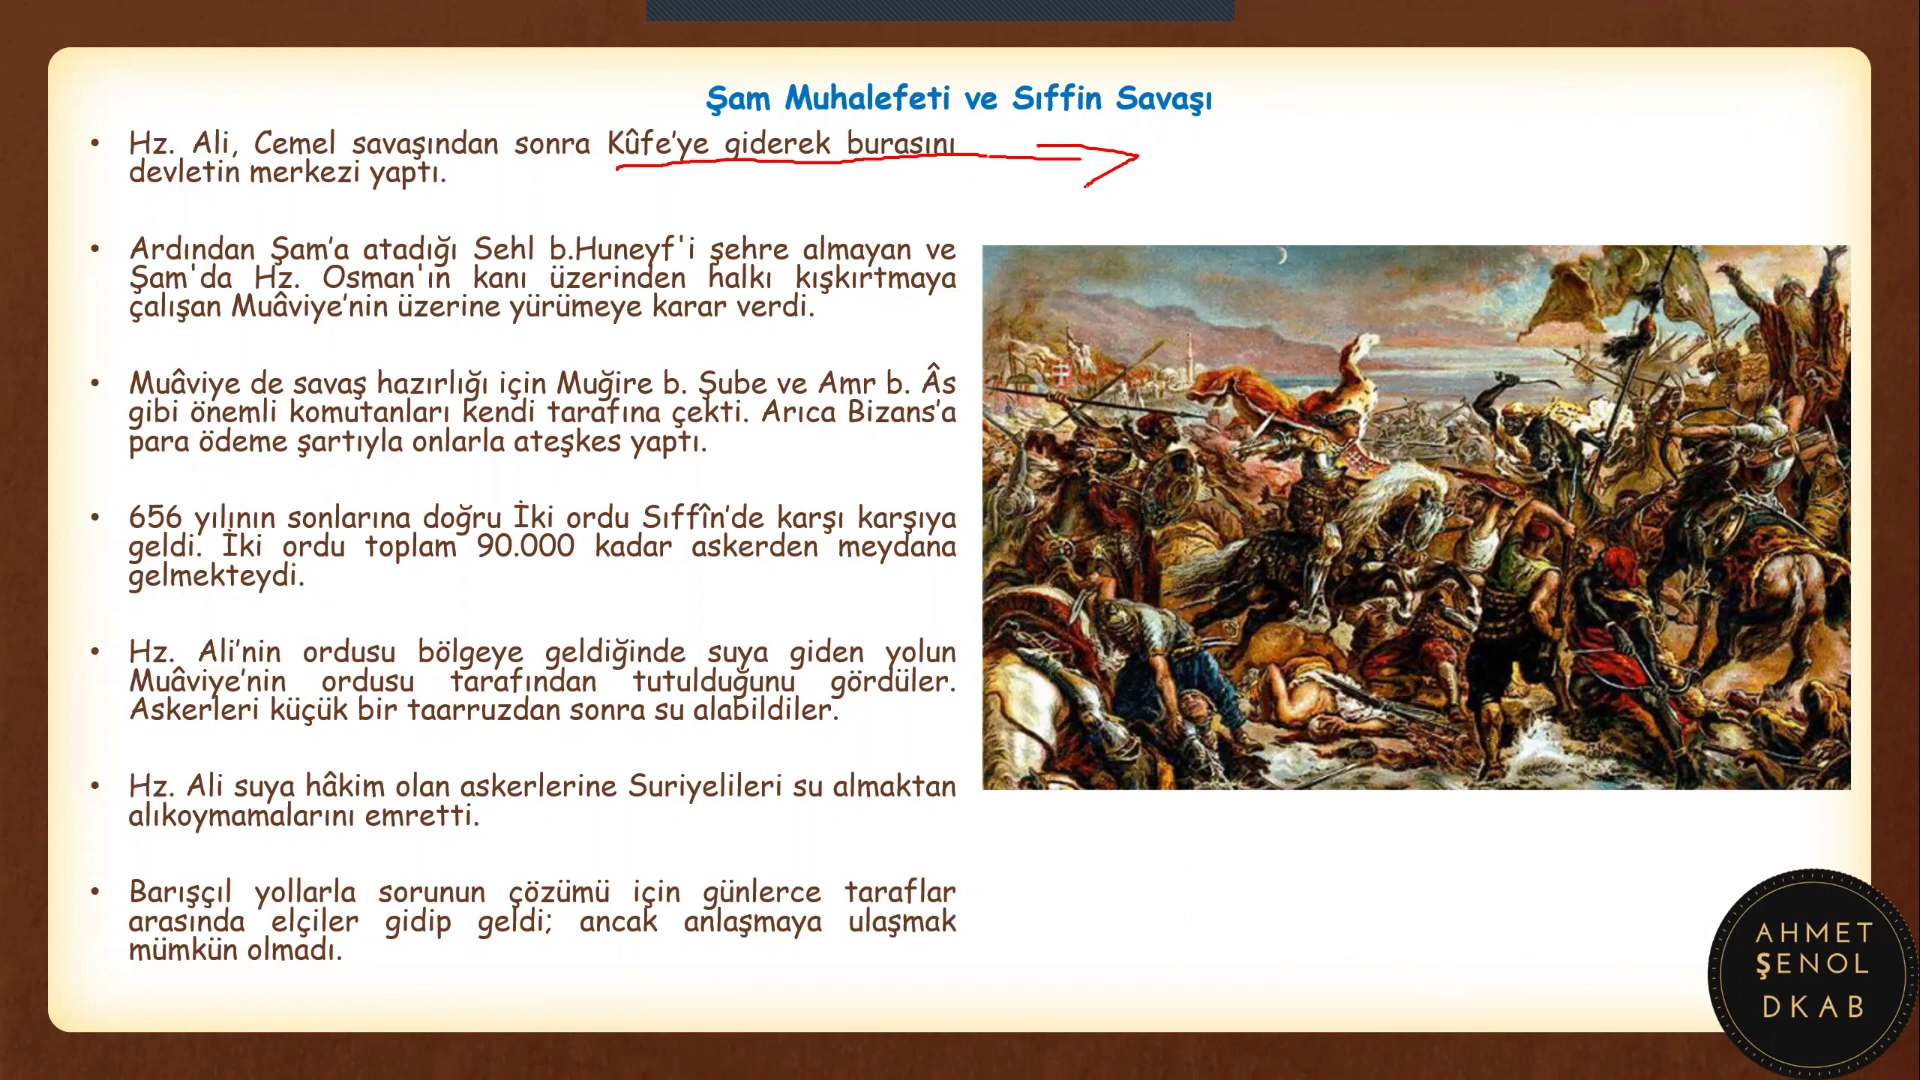 Şam Muhalefeti ve Sıffin Savaşı
• Hz. Ali, Cemel savaşından sonra Kûfe’ye giderek burasını
devletin merkezi yaptı.
• Ardından Şam’a atadığı Sehl b.Huneyf'i şehre almayan ve
Şam'da Hz. Osman'ın kanı üzerinden halkı kışkırtmaya
çalışan Muâviye’nin üzerine yürümeye karar verdi.
• Muâviye de savaş hazırlığı için Muğire b. Şube ve Amr b. Âs
gibi önemli komutanları kendi tarafına çekti. Arıca Bizans’a
para ödeme şartıyla onlarla ateşkes yaptı.
• 656 yılının sonlarına doğru İki ordu Sıffîn’de karşı karşıya
geldi. İki ordu toplam 90.000 kadar askerden meydana
gelmekteydi.
• Hz. Ali’nin ordusu bölgeye geldiğinde suya giden yolun
Muâviye’nin ordusu tarafından tutulduğunu gördüler.
Askerleri küçük bir taarruzdan sonra su alabildiler.
• Hz. Ali suya hâkim olan askerlerine Suriyelileri su almaktan
alıkoymamalarını emretti.
• Barışçıl yollarla sorunun çözümü için günlerce taraflar
arasında elçiler gidip geldi; ancak anlaşmaya ulaşmak
mümkün olmadı.
AHMET
ŞENOL
DKAB